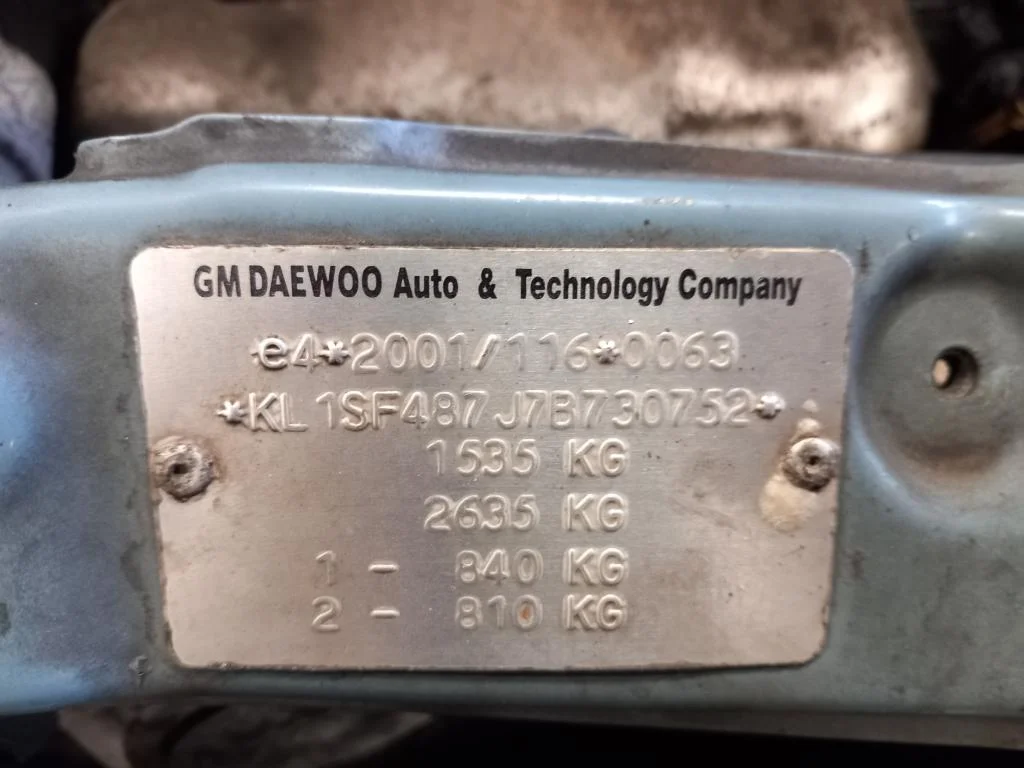 GM DAEWOO Auto & Technology Company
e4*2001/116*0063
*KL1SF487J7B730752*
1535 KG
2635 KG
1 - 840 KG
2 - 810 KG